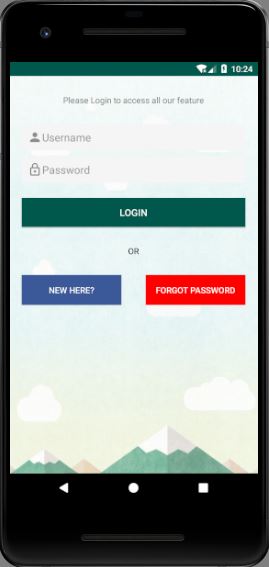 10:24
Please Login to access all our feature
Username
Password
LOGIN
OR
NEW HERE?
FORGOT PASSWORD